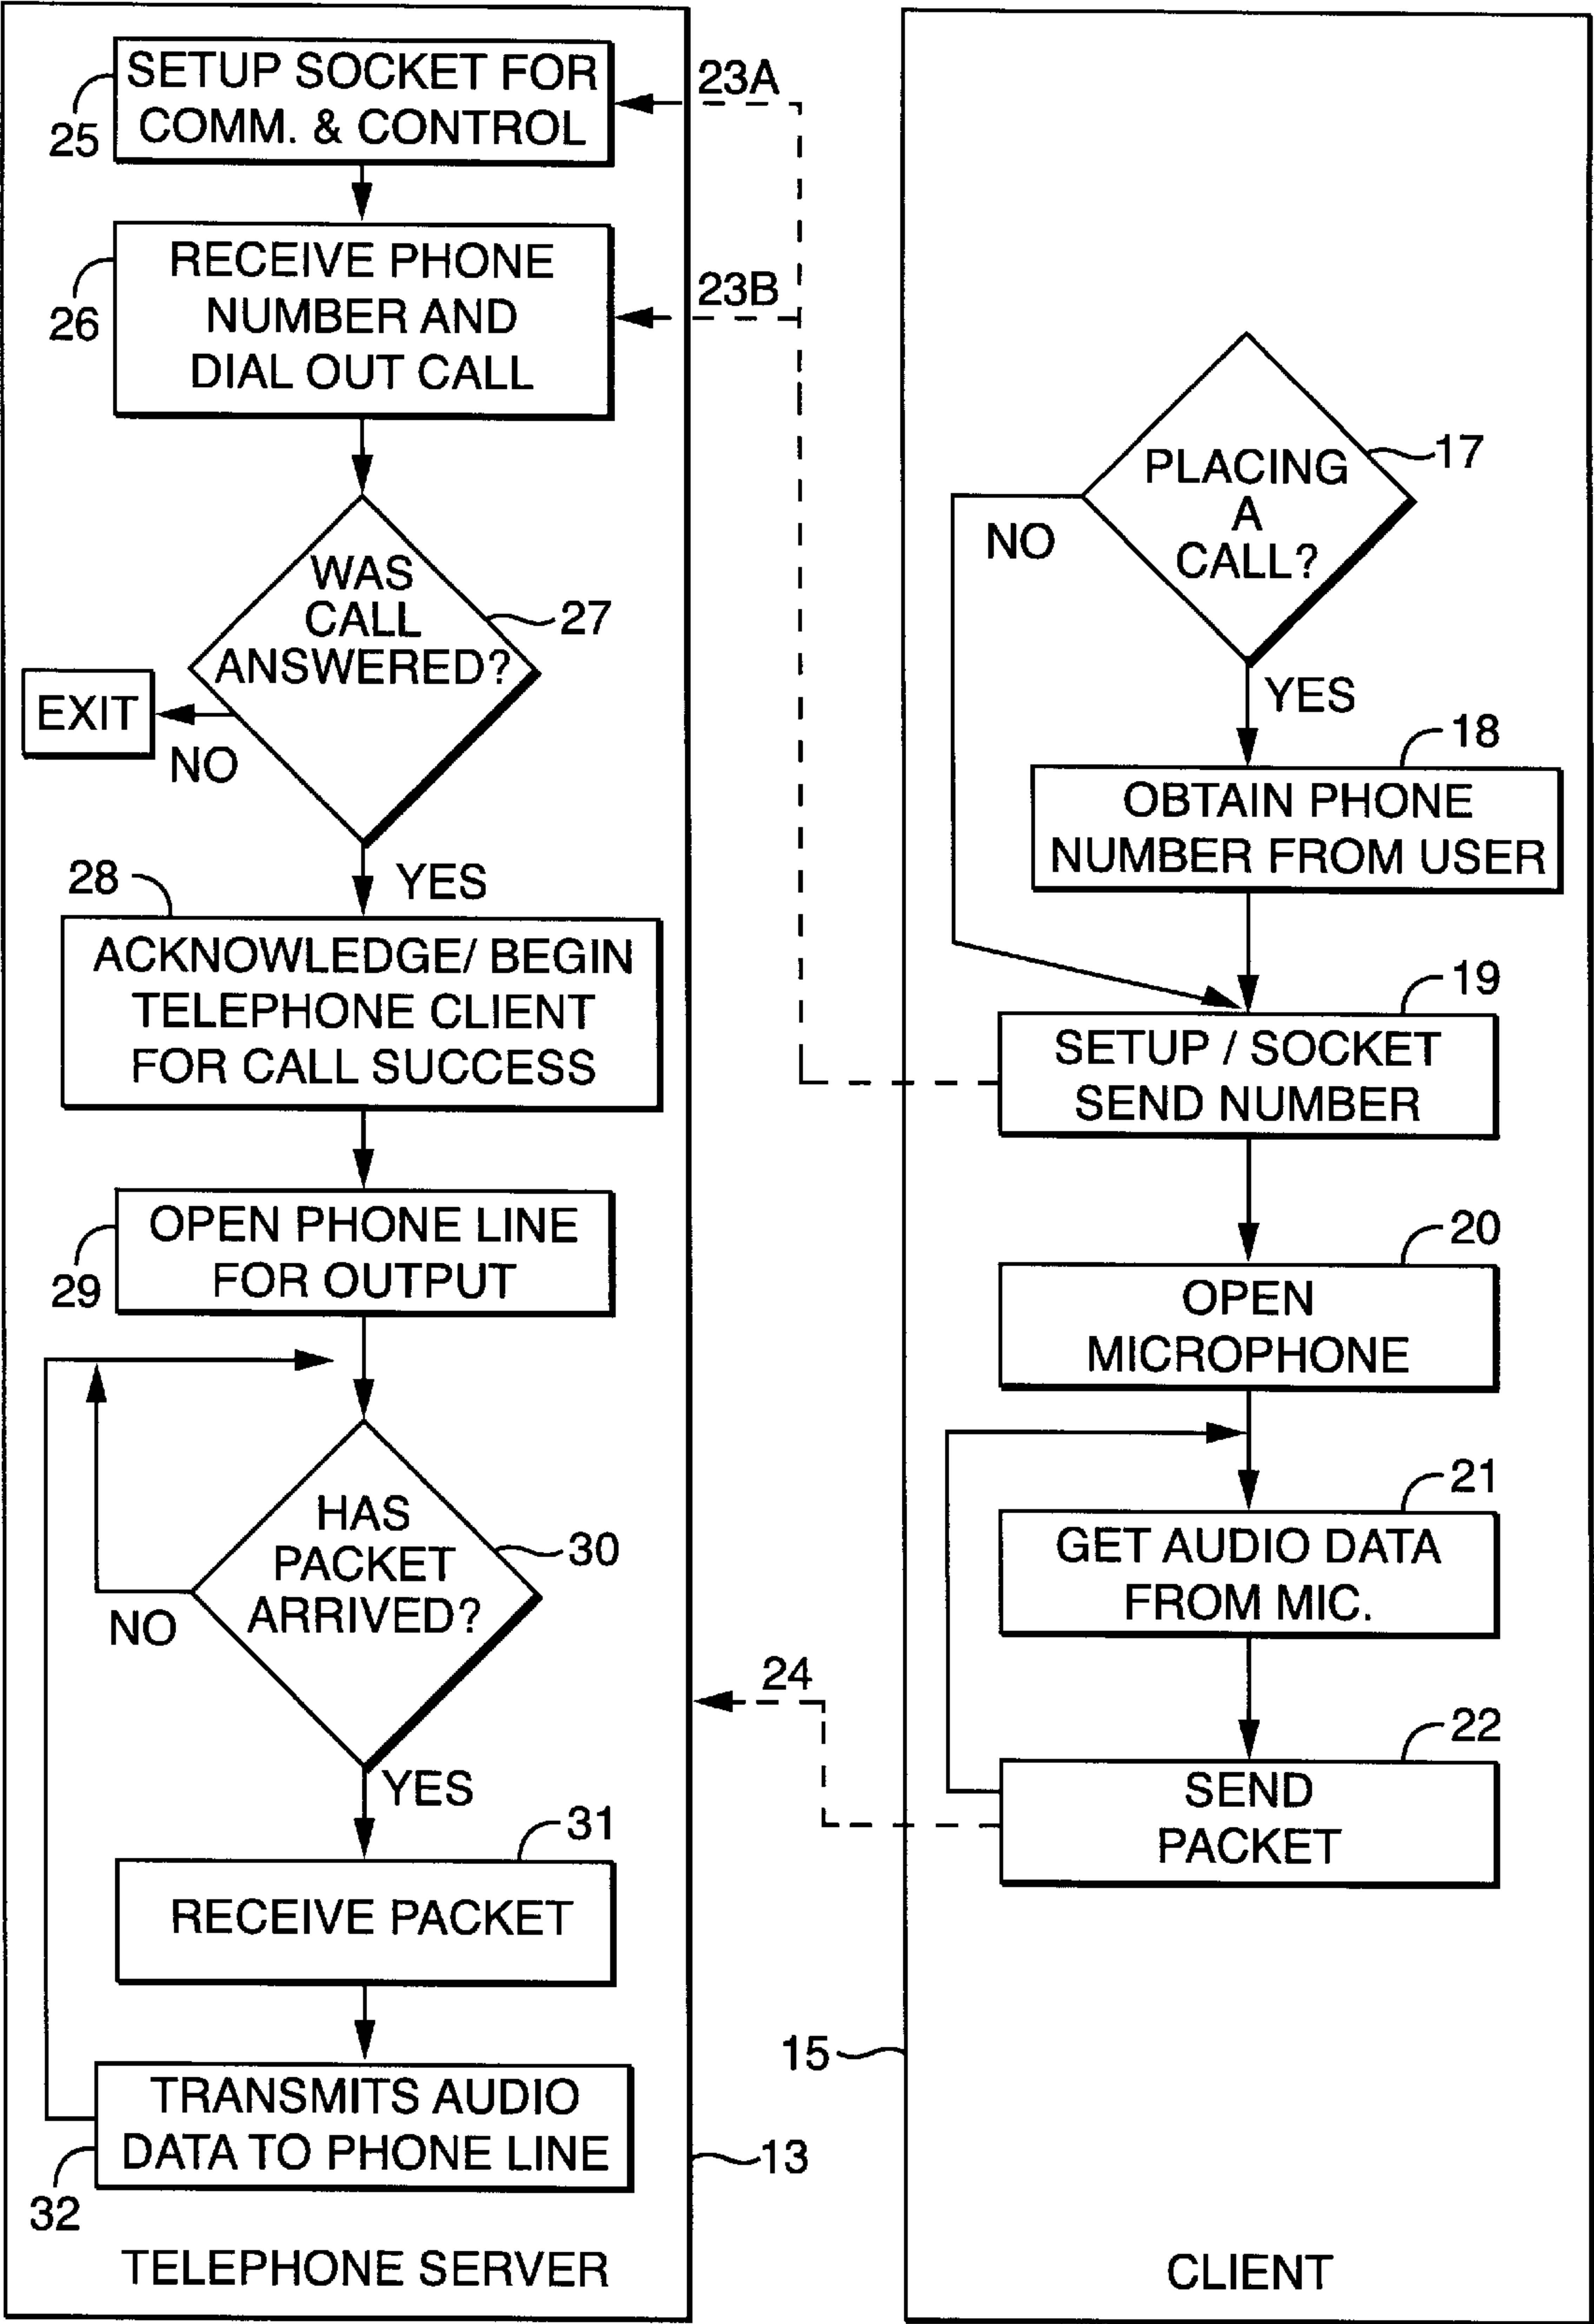 SETUP SOCKET FOR
COMM. & CONTROL
25
23A
RECEIVE PHONE
NUMBER AND
DIAL OUT CALL
26
23B
WAS
CALL
ANSWERED?
27
EXIT
NO
YES
28
ACKNOWLEDGE/ BEGIN
TELEPHONE CLIENT
FOR CALL SUCCESS
OPEN PHONE LINE
FOR OUTPUT
29
HAS
PACKET
ARRIVED?
30
NO
YES
24
31
RECEIVE PACKET
TRANSMITS AUDIO
DATA TO PHONE LINE
32
13
TELEPHONE SERVER
PLACING
A
CALL?
17
NO
YES
18
OBTAIN PHONE
NUMBER FROM USER
19
SETUP / SOCKET
SEND NUMBER
20
OPEN
MICROPHONE
21
GET AUDIO DATA
FROM MIC.
22
SEND
PACKET
15
CLIENT